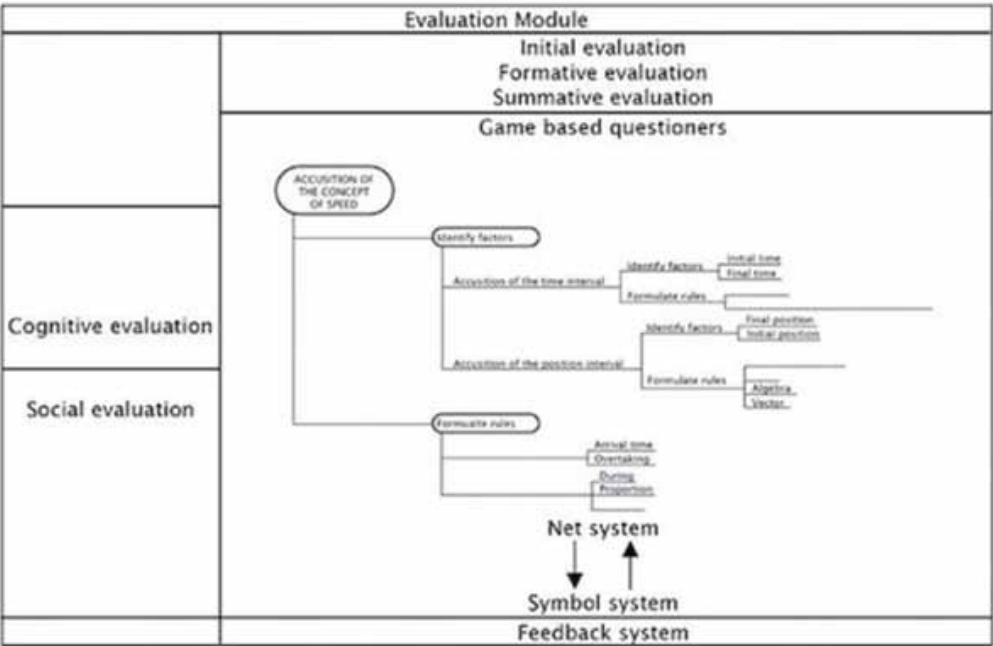 Evaluation Module
Initial evaluation
Formative evaluation
Summative evaluation
Game based questioners
ACCUSITION OF
THE CONCEPT
OF SPEED
Identify factors
Accusition of the time interval
Identify factors
Initial time
Final time
Formulate rules
Accusition of the position interval
Identify factors
Final position
Initial position
Formulate rules
Algebra
Vector
Cognitive evaluation
Social evaluation
rules
Arrival time
Overtaking
During
Proportion
Net system
Symbol system
Feedback system